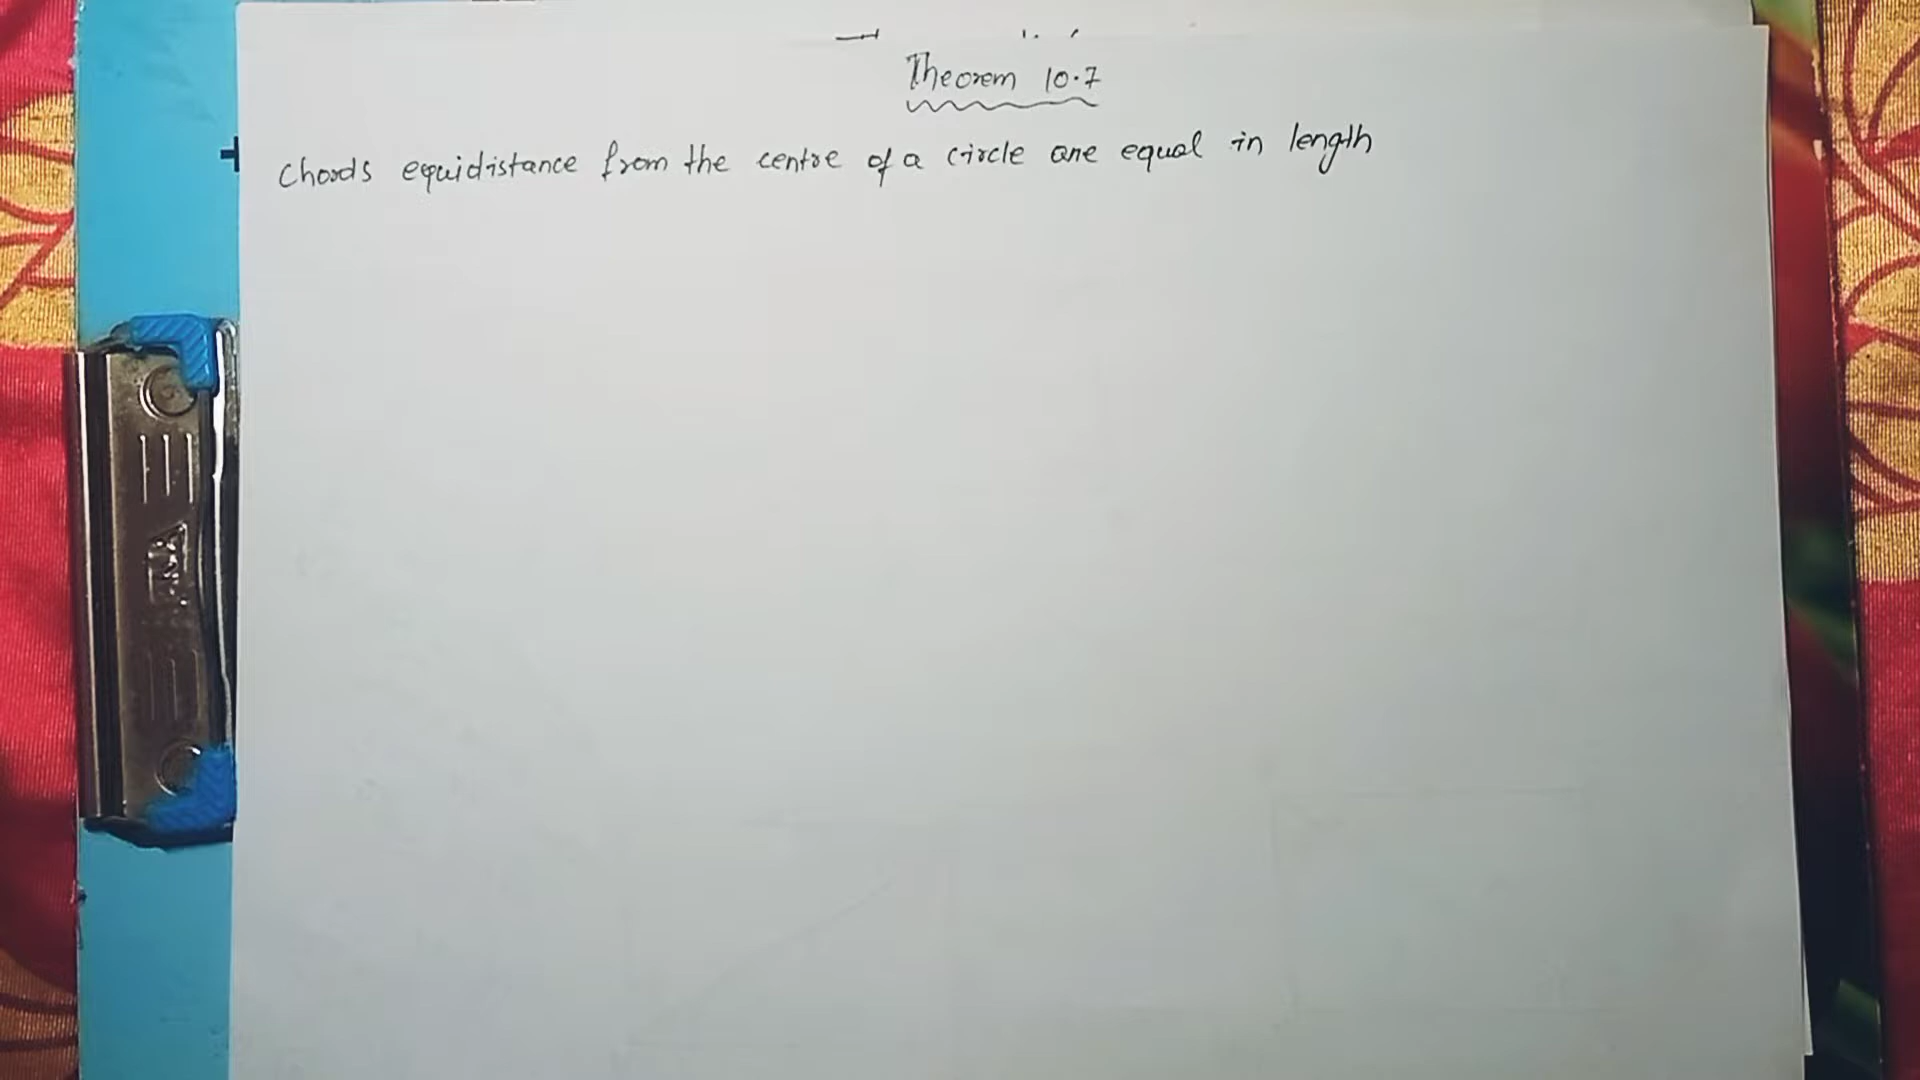 Theorem 10.7
Chords equidistance from the centre of a circle are equal in length